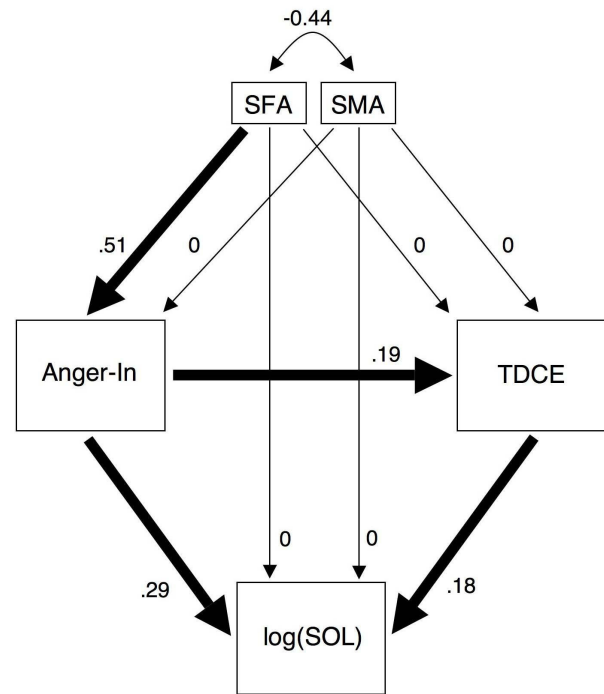 -0.44
SFA SMA
.51 0 0 0
Anger-In .19 TDCE
0 0
.29 .18
log(SOL)